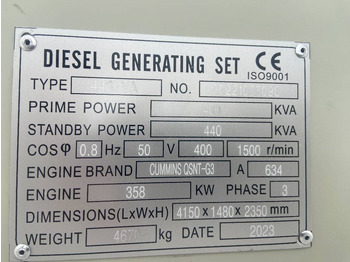 DIESEL GENERATING SET CE
ISO9001
TYPE NO.
PRIME POWER KVA
STANDBY POWER 440 KVA
COSφ 0.8 Hz 50 V 400 1500 r/min
ENGINE BRAND CUMMINS QSNT-G3 A 634
ENGINE 358 KW PHASE 3
DIMENSIONS(LxWxH) 4150×1480×2350 mm
WEIGHT kg DATE 2023